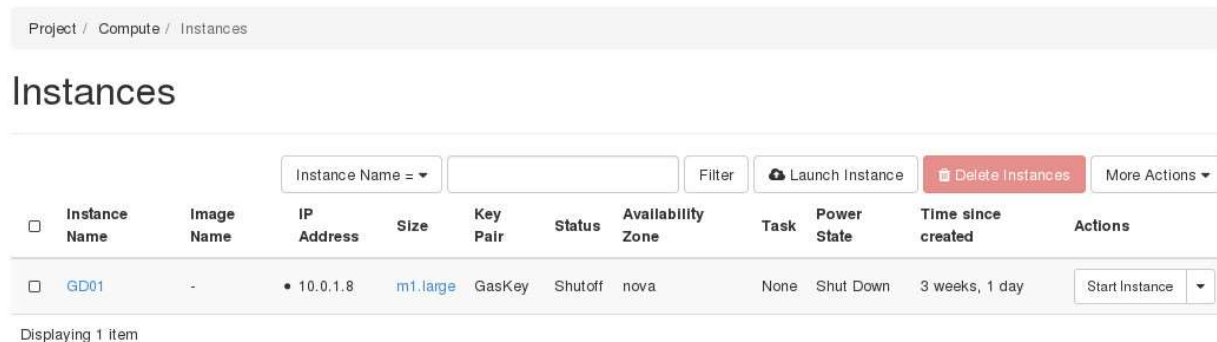 Project / Compute / Instances
Instances
Instance Name = Filter Launch Instance Delete Instances More Actions
Instance Name Image Name IP Address Size Key Pair Status Availability Zone Task Power State Time since created Actions
GD01 - • 10.0.1.8 m1.large GasKey Shutoff nova None Shut Down 3 weeks, 1 day Start Instance
Displaying 1 item